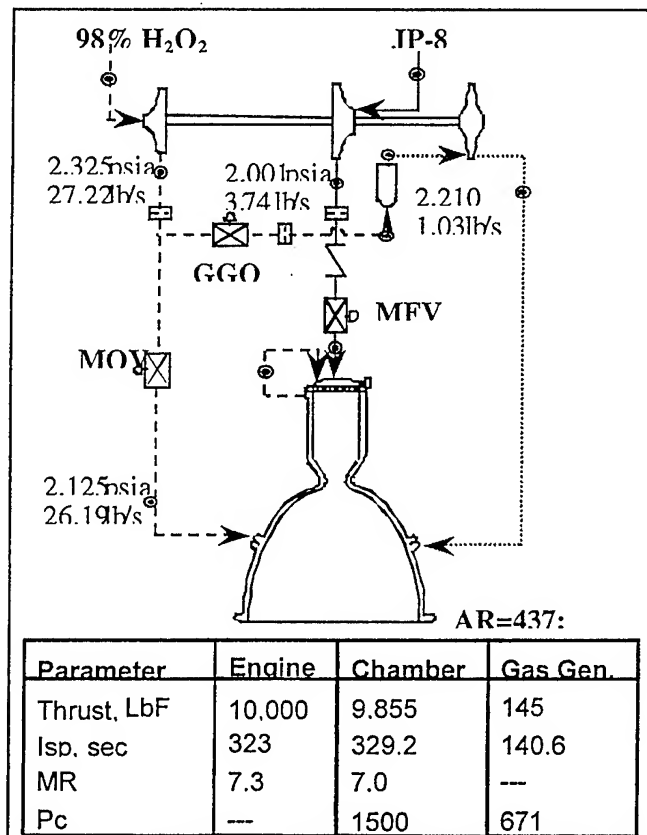 98% H₂O₂
JP-8
2.325psia
27.22lb/s
2.001psia
3.74lb/s
2.210
1.03lb/s
GGO
MFV
MOV
2.125psia
26.19lb/s
AR=437:
Parameter Engine Chamber Gas Gen.
Thrust, LbF 10,000 9.855 145
Isp, sec 323 329.2 140.6
MR 7.3 7.0 ---
Pc --- 1500 671